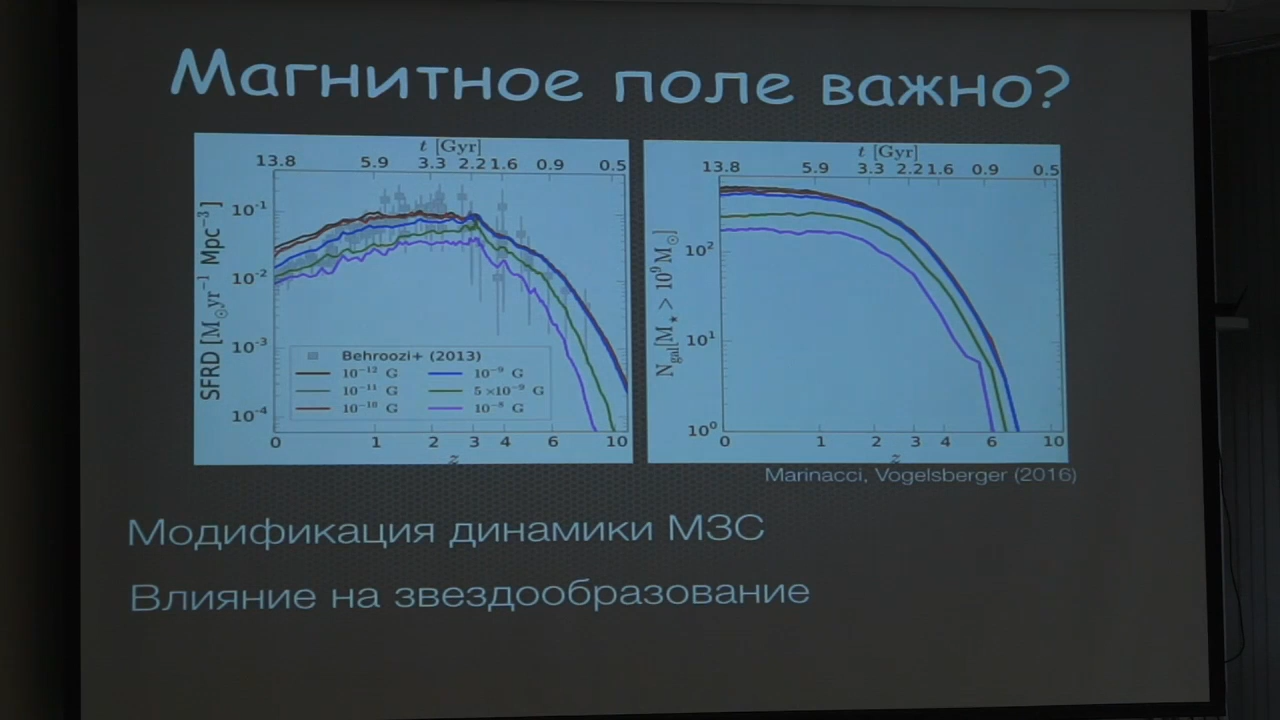 Магнитное поле важно?
t [Gyr]
13.8 5.9 3.3 2.2 1.6 0.9 0.5
SFRD [M☉yr⁻¹ Mpc⁻³]
10⁻¹
10⁻²
10⁻³
10⁻⁴
Behroozi+ (2013)
10⁻¹² G 10⁻⁹ G
10⁻¹¹ G 5×10⁻⁹ G
10⁻¹⁰ G 10⁻⁸ G
0 1 2 3 4 6 10
z
t [Gyr]
13.8 5.9 3.3 2.2 1.6 0.9 0.5
N_gal[M⋆ > 10⁹ M☉]
10²
10¹
10⁰
0 1 2 3 4 6 10
z
Marinacci, Vogelsberger (2016)
Модификация динамики МЗС
Влияние на звездообразование